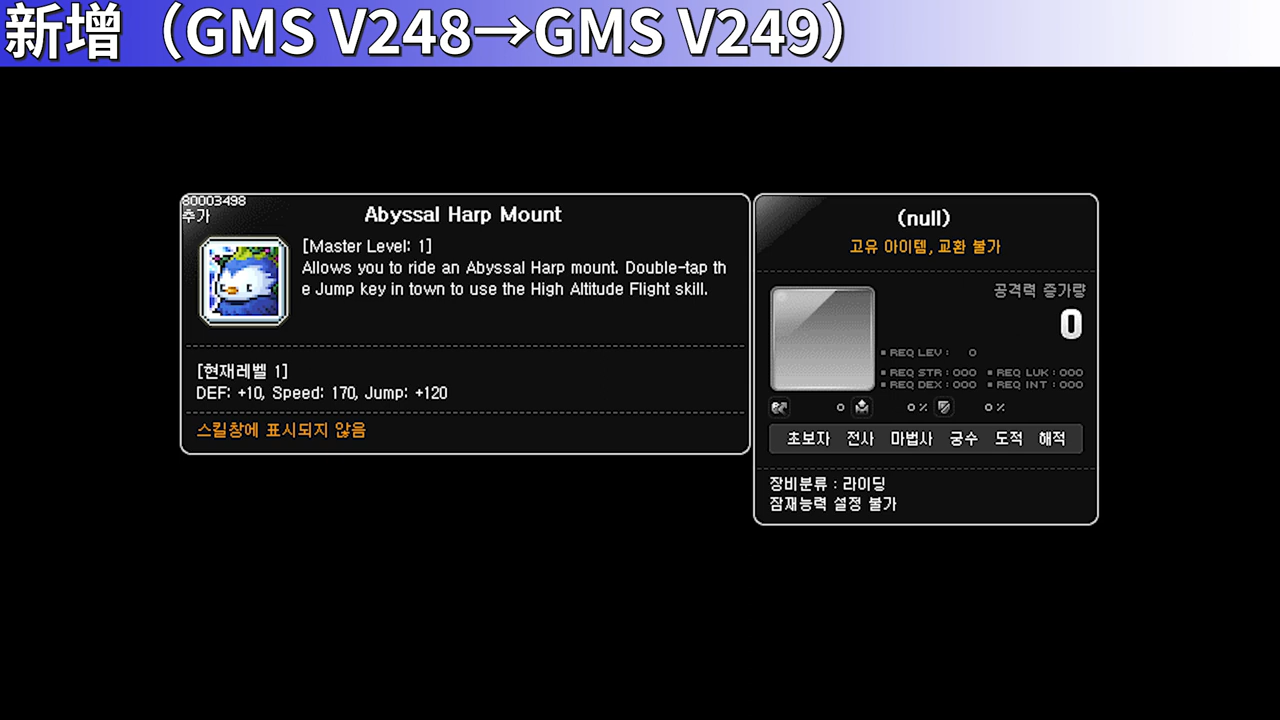 新增（GMS V248→GMS V249）
80003498
추가
Abyssal Harp Mount
[Master Level: 1]
Allows you to ride an Abyssal Harp mount. Double-tap th
e Jump key in town to use the High Altitude Flight skill.
[현재레벨 1]
DEF: +10, Speed: 170, Jump: +120
스킬창에 표시되지 않음
(null)
고유 아이템, 교환 불가
공격력 증가량
0
REQ LEV : 0
REQ STR : 000 REQ LUK : 000
REQ DEX : 000 REQ INT : 000
0 0 % 0 %
초보자 전사 마법사 궁수 도적 해적
장비분류 : 라이딩
잠재능력 설정 불가